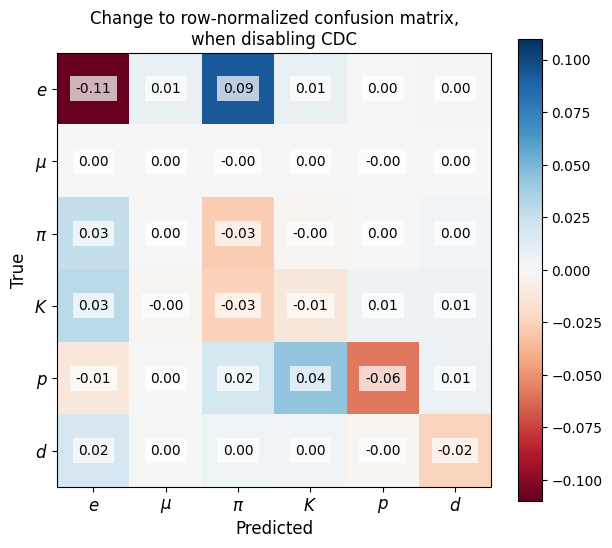 Change to row-normalized confusion matrix,
when disabling CDC
e -0.11 0.01 0.09 0.01 0.00 0.00
μ 0.00 0.00 -0.00 0.00 -0.00 0.00
π 0.03 0.00 -0.03 -0.00 0.00 0.00
K 0.03 -0.00 -0.03 -0.01 0.01 0.01
p -0.01 0.00 0.02 0.04 -0.06 0.01
d 0.02 0.00 0.00 0.00 -0.00 -0.02
e μ π K p d
Predicted
True
0.100
0.075
0.050
0.025
0.000
−0.025
−0.050
−0.075
−0.100